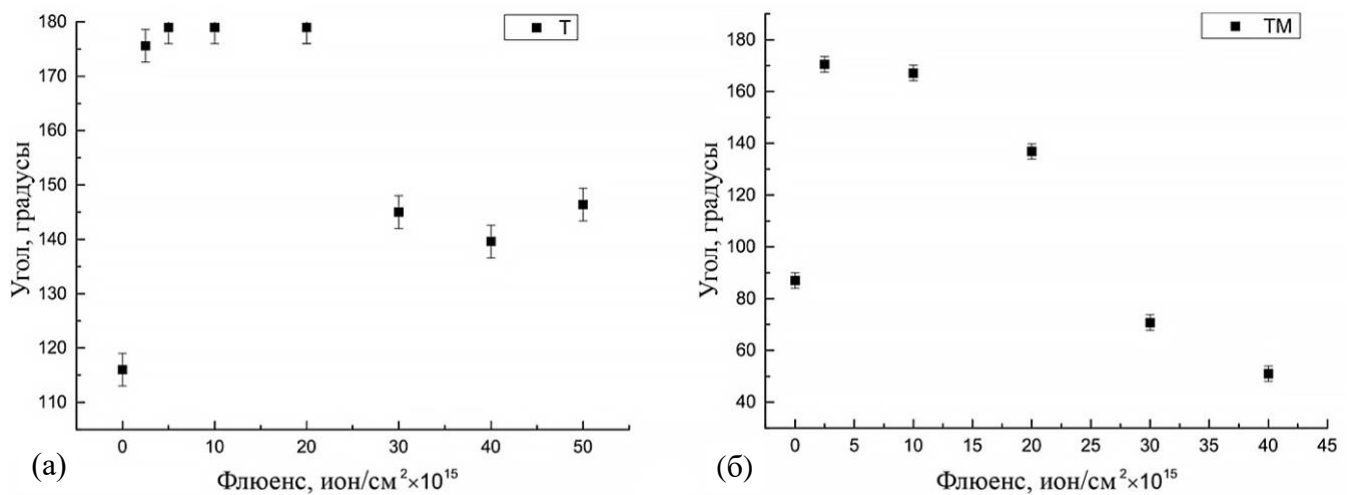 180
170
160
150
140
130
120
110
Угол, градусы
T
0 10 20 30 40 50
(а)
Флюенс, ион/см²×10¹⁵
180
160
140
120
100
80
60
40
Угол, градусы
TM
0 5 10 15 20 25 30 35 40 45
(б)
Флюенс, ион/см²×10¹⁵